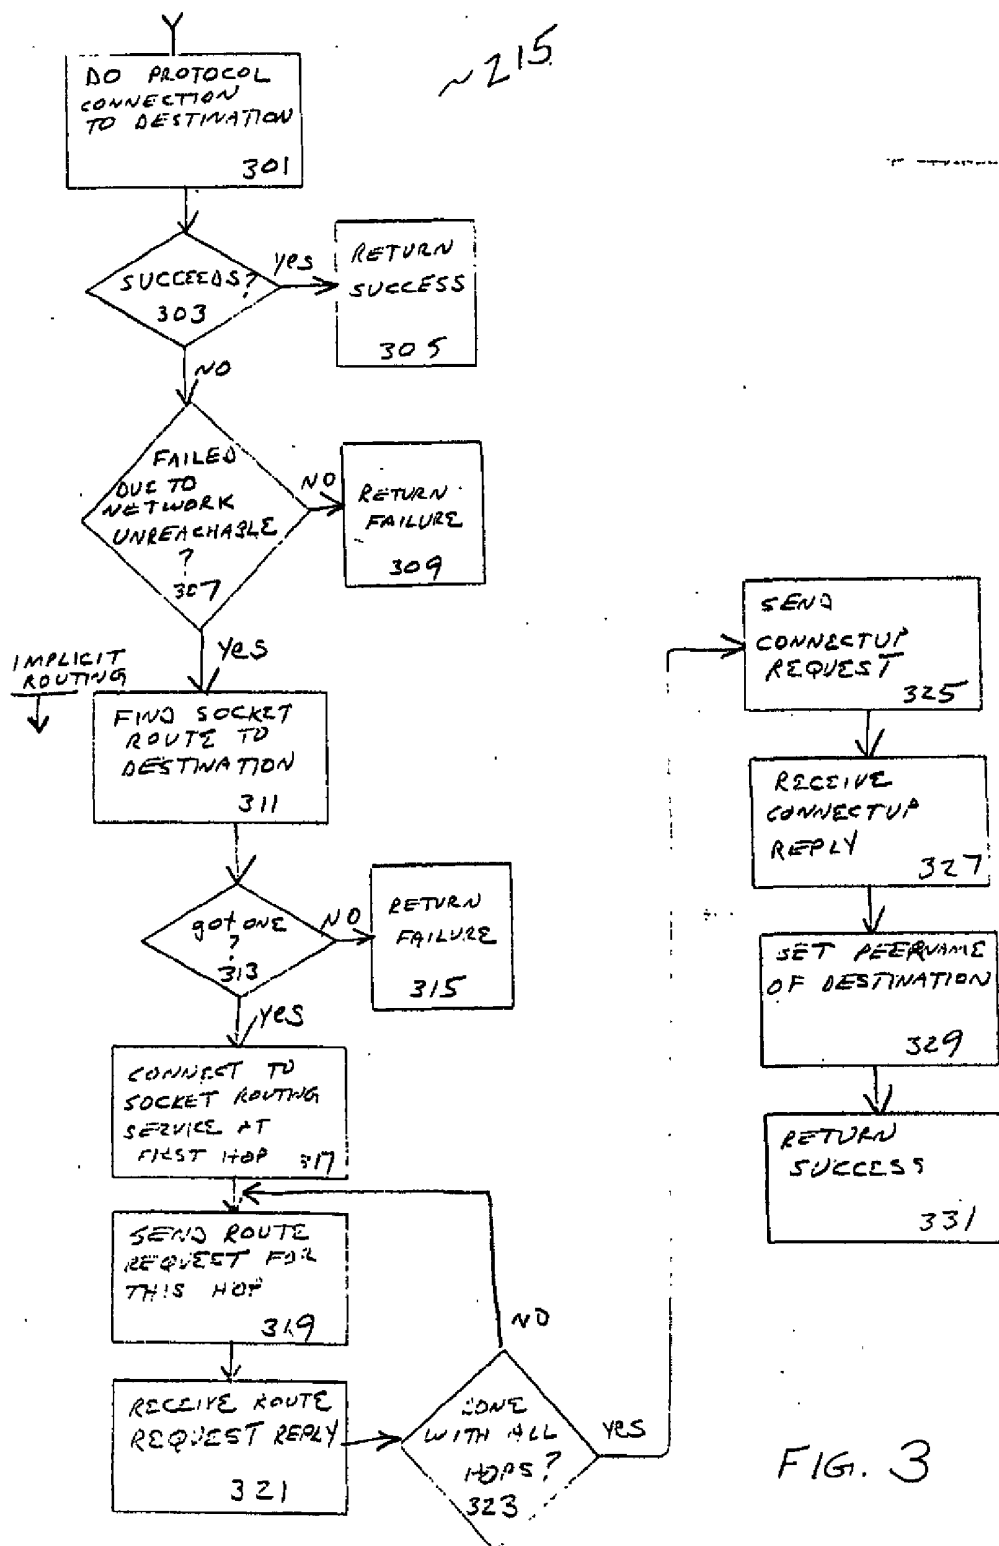 ~215
DO PROTOCOL
CONNECTION
TO DESTINATION
301
SUCCEEDS?
303
yes
RETURN
SUCCESS
305
NO
FAILED
DUE TO
NETWORK
UNREACHABLE
?
307
NO
RETURN
FAILURE
309
yes
IMPLICIT
ROUTING
FIND SOCKET
ROUTE TO
DESTINATION
311
got one
?
313
NO
RETURN
FAILURE
315
yes
CONNECT TO
SOCKET ROUTING
SERVICE AT
FIRST HOP
317
SEND ROUTE
REQUEST FOR
THIS HOP
319
RECEIVE ROUTE
REQUEST REPLY
321
DONE
WITH ALL
HOPS?
323
NO
yes
SEND
CONNECTUP
REQUEST
325
RECEIVE
CONNECTUP
REPLY
327
SET PEERNAME
OF DESTINATION
329
RETURN
SUCCESS
331
FIG. 3